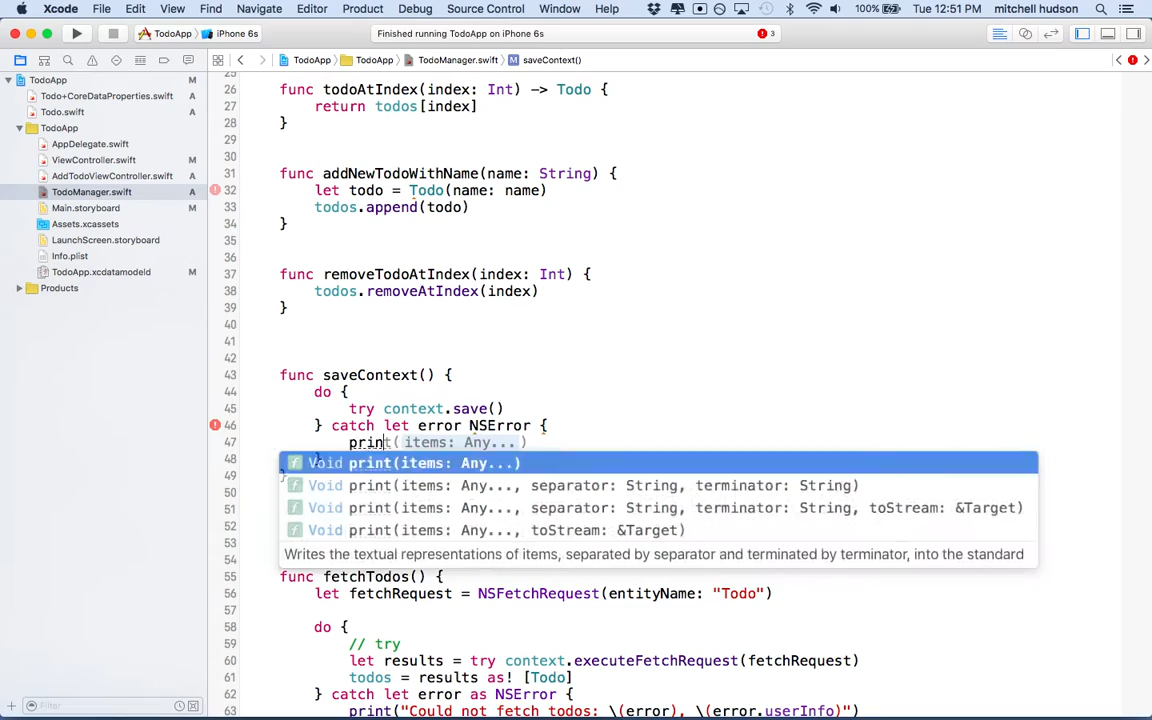 Xcode File Edit View Find Navigate Editor Product Debug Source Control Window Help 100% Tue 12:51 PM mitchell hudson
TodoApp iPhone 6s Finished running TodoApp on iPhone 6s 3
TodoApp TodoApp TodoManager.swift saveContext()
TodoApp M
Todo+CoreDataProperties.swift A
Todo.swift A
TodoApp
AppDelegate.swift
ViewController.swift M
AddTodoViewController.swift A
TodoManager.swift A
Main.storyboard M
Assets.xcassets
LaunchScreen.storyboard
Info.plist
TodoApp.xcdatamodeld M
Products
Filter
25
26 func todoAtIndex(index: Int) -> Todo {
27 return todos[index]
28 }
29
30
31 func addNewTodoWithName(name: String) {
32 let todo = Todo(name: name)
33 todos.append(todo)
34 }
35
36
37 func removeTodoAtIndex(index: Int) {
38 todos.removeAtIndex(index)
39 }
40
41
42
43 func saveContext() {
44 do {
45 try context.save()
46 } catch let error NSError {
47 print(items: Any...)
48 }
49 }
50
51
52
53
54
Void print(items: Any...)
Void print(items: Any..., separator: String, terminator: String)
Void print(items: Any..., separator: String, terminator: String, toStream: &Target)
Void print(items: Any..., toStream: &Target)
Writes the textual representations of items, separated by separator and terminated by terminator, into the standard
55 func fetchTodos() {
56 let fetchRequest = NSFetchRequest(entityName: "Todo")
57
58 do {
59 // try
60 let results = try context.executeFetchRequest(fetchRequest)
61 todos = results as! [Todo]
62 } catch let error as NSError {
63 print("Could not fetch todos: \(error), \(error.userInfo)")